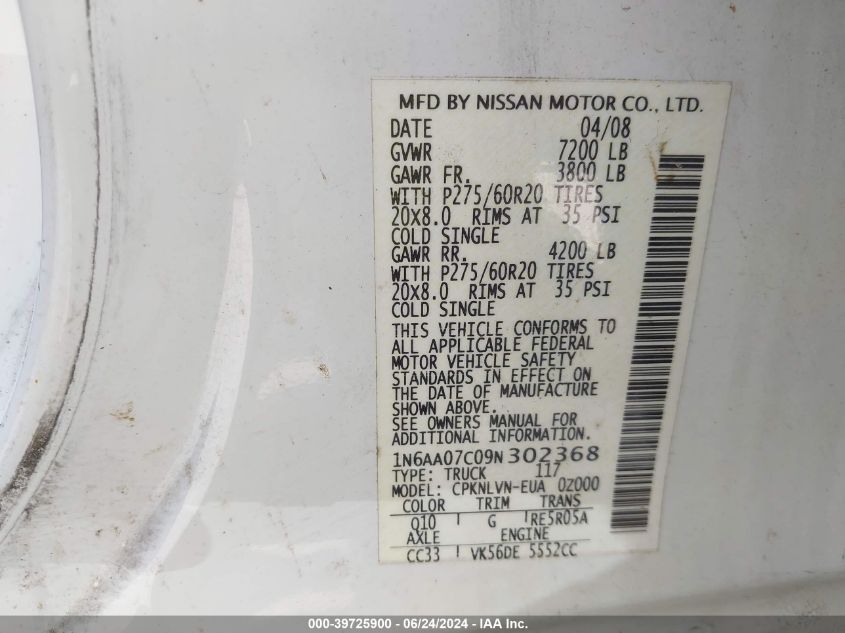 MFD BY NISSAN MOTOR CO., LTD.
DATE 04/08
GVWR 7200 LB
GAWR FR. 3800 LB
WITH P275/60R20 TIRES
20X8.0 RIMS AT 35 PSI
COLD SINGLE
GAWR RR. 4200 LB
WITH P275/60R20 TIRES
20X8.0 RIMS AT 35 PSI
COLD SINGLE
THIS VEHICLE CONFORMS TO
ALL APPLICABLE FEDERAL
MOTOR VEHICLE SAFETY
STANDARDS IN EFFECT ON
THE DATE OF MANUFACTURE
SHOWN ABOVE.
SEE OWNERS MANUAL FOR
ADDITIONAL INFORMATION.
1N6AA07C09N302368
TYPE: TRUCK 117
MODEL: CPKNLVN-EUA 0Z000
COLOR TRIM TRANS
Q10 G RE5R05A
AXLE ENGINE
CC33 VK56DE 5552CC
000-39725900 - 06/24/2024 - IAA Inc.